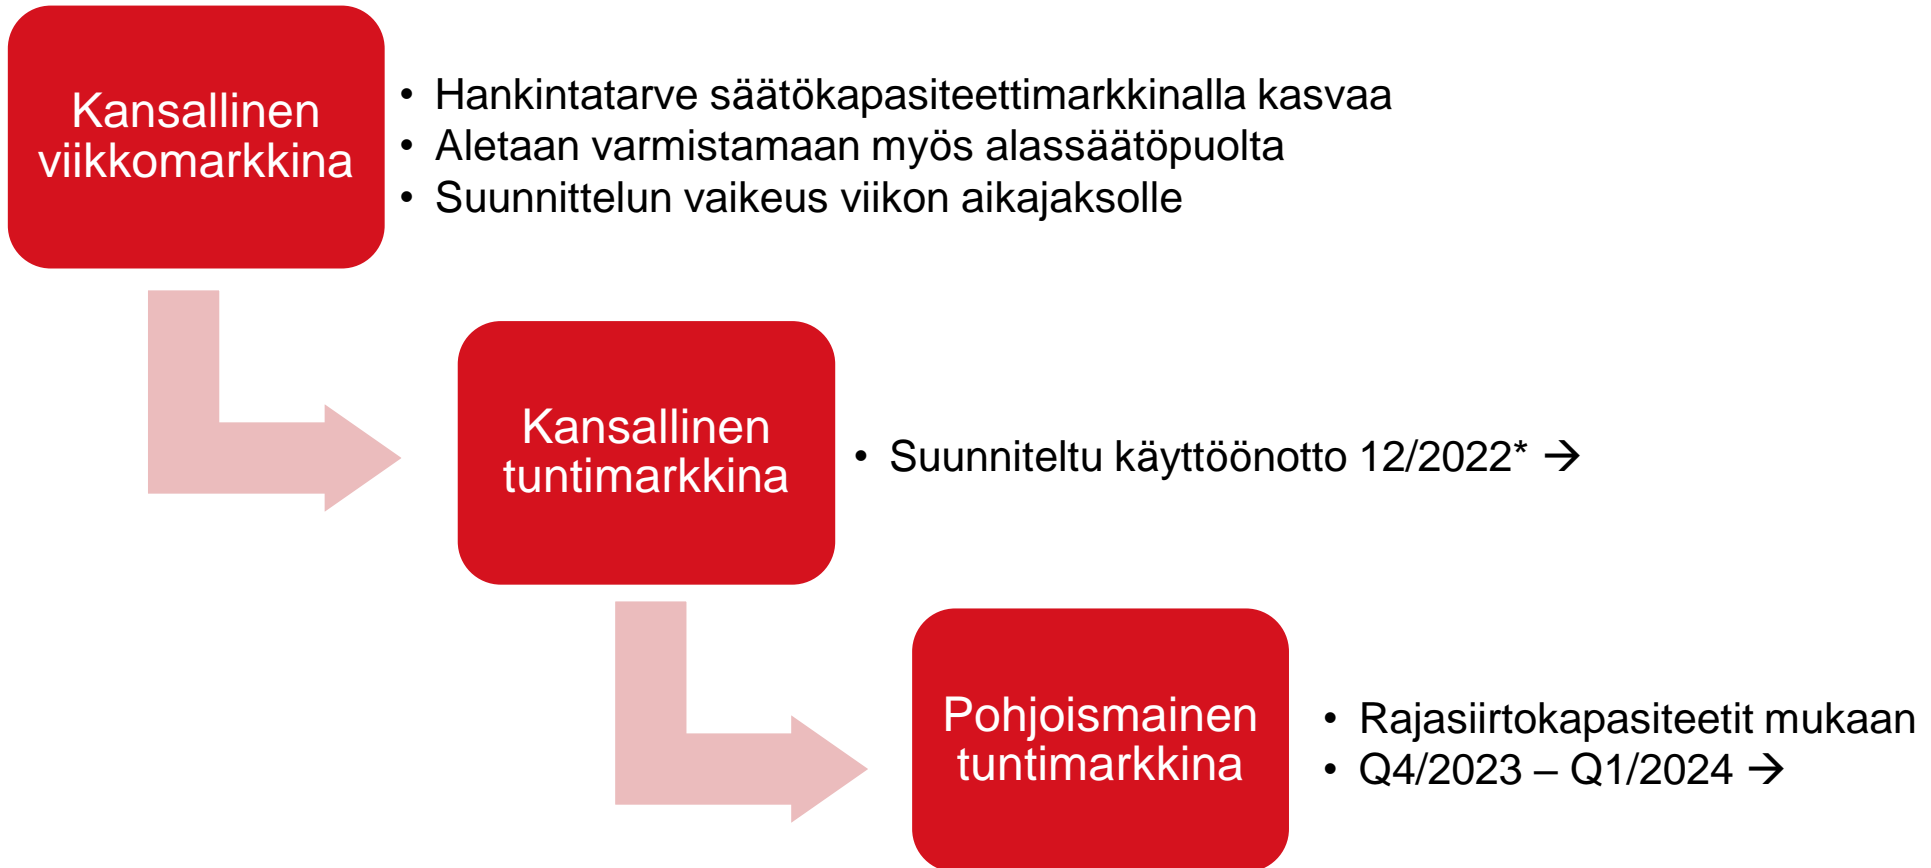 Kansallinen
viikkomarkkina
• Hankintatarve säätökapasiteettimarkkinalla kasvaa
• Aletaan varmistamaan myös alassäätöpuolta
• Suunnittelun vaikeus viikon aikajaksolle
Kansallinen
tuntimarkkina
• Suunniteltu käyttöönotto 12/2022* →
Pohjoismainen
tuntimarkkina
• Rajasiirtokapasiteetit mukaan
• Q4/2023 – Q1/2024 →